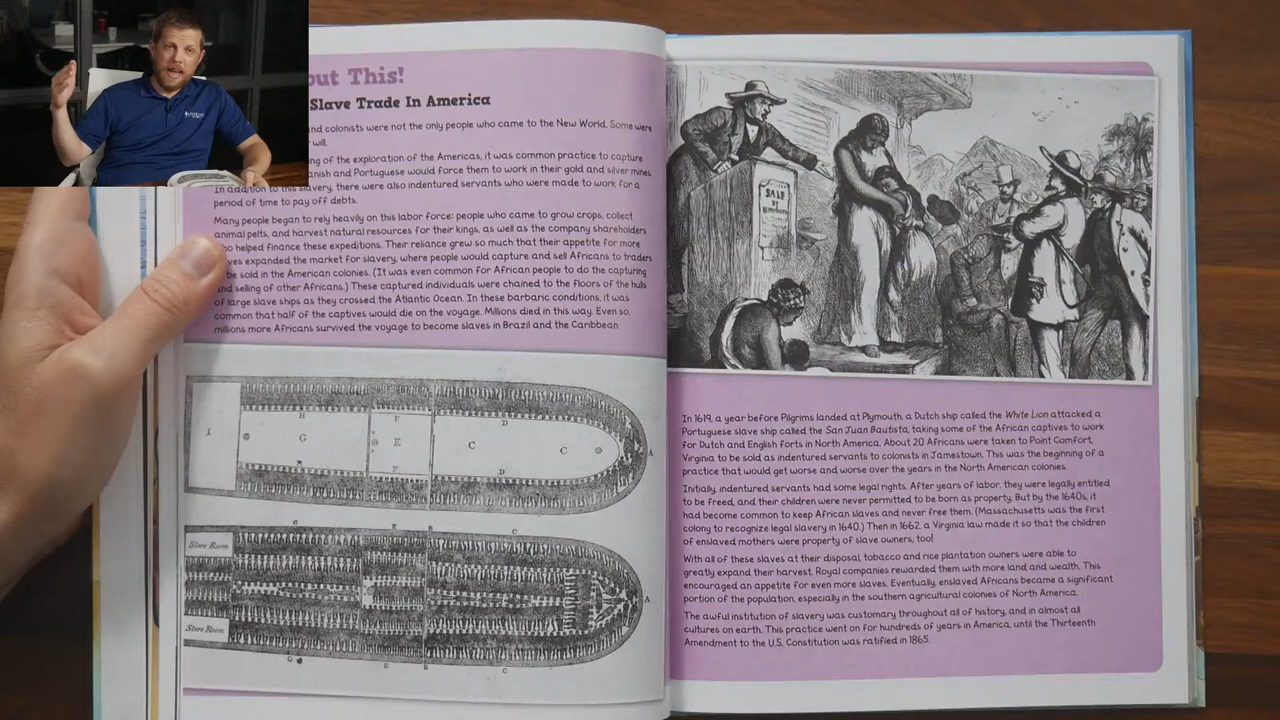 out This!
Slave Trade In America
and colonists were not the only people who came to the New World. Some were
will.
ing of the exploration of the Americas, it was common practice to capture
anish and Portuguese would force them to work in their gold and silver mines.
In addition to this slavery, there were also indentured servants who were made to work for a
period of time to pay off debts.
Many people began to rely heavily on this labor force: people who came to grow crops, collect
animal pelts, and harvest natural resources for their kings, as well as the company shareholders
who helped finance these expeditions. Their reliance grew so much that their appetite for more
ves expanded the market for slavery, where people would capture and sell Africans to traders
be sold in the American colonies. (It was even common for African people to do the capturing
and selling of other Africans.) These captured individuals were chained to the floors of the hulls
of large slave ships as they crossed the Atlantic Ocean. In these barbaric conditions, it was
common that half of the captives would die on the voyage. Millions died in this way. Even so,
millions more Africans survived the voyage to become slaves in Brazil and the Caribbean
H F D
I G E C C A
H F D
G E B C
Store Room
A
Store Room
G E B C
SALE
In 1619, a year before Pilgrims landed at Plymouth, a Dutch ship called the White Lion attacked a
Portuguese slave ship called the San Juan Bautista, taking some of the African captives to work
for Dutch and English forts in North America. About 20 Africans were taken to Point Comfort,
Virginia to be sold as indentured servants to colonists in Jamestown. This was the beginning of a
practice that would get worse and worse over the years in the North American colonies.
Initially, indentured servants had some legal rights. After years of labor, they were legally entitled
to be freed, and their children were never permitted to be born as property. But by the 1640s, it
had become common to keep African slaves and never free them. (Massachusetts was the first
colony to recognize legal slavery in 1640.) Then in 1662, a Virginia law made it so that the children
of enslaved mothers were property of slave owners, too!
With all of these slaves at their disposal, tobacco and rice plantation owners were able to
greatly expand their harvest. Royal companies rewarded them with more land and wealth. This
encouraged an appetite for even more slaves. Eventually, enslaved Africans became a significant
portion of the population, especially in the southern agricultural colonies of North America.
The awful institution of slavery was customary throughout all of history, and in almost all
cultures on earth. This practice went on for hundreds of years in America, until the Thirteenth
Amendment to the U.S. Constitution was ratified in 1865.